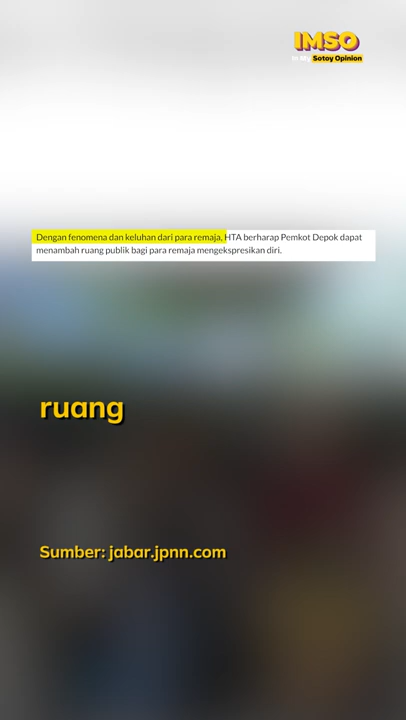 IMSO
In My Sotoy Opinion
Dengan fenomena dan keluhan dari para remaja, HTA berharap Pemkot Depok dapat
menambah ruang publik bagi para remaja mengekspresikan diri.
ruang
Sumber: jabar.jpnn.com